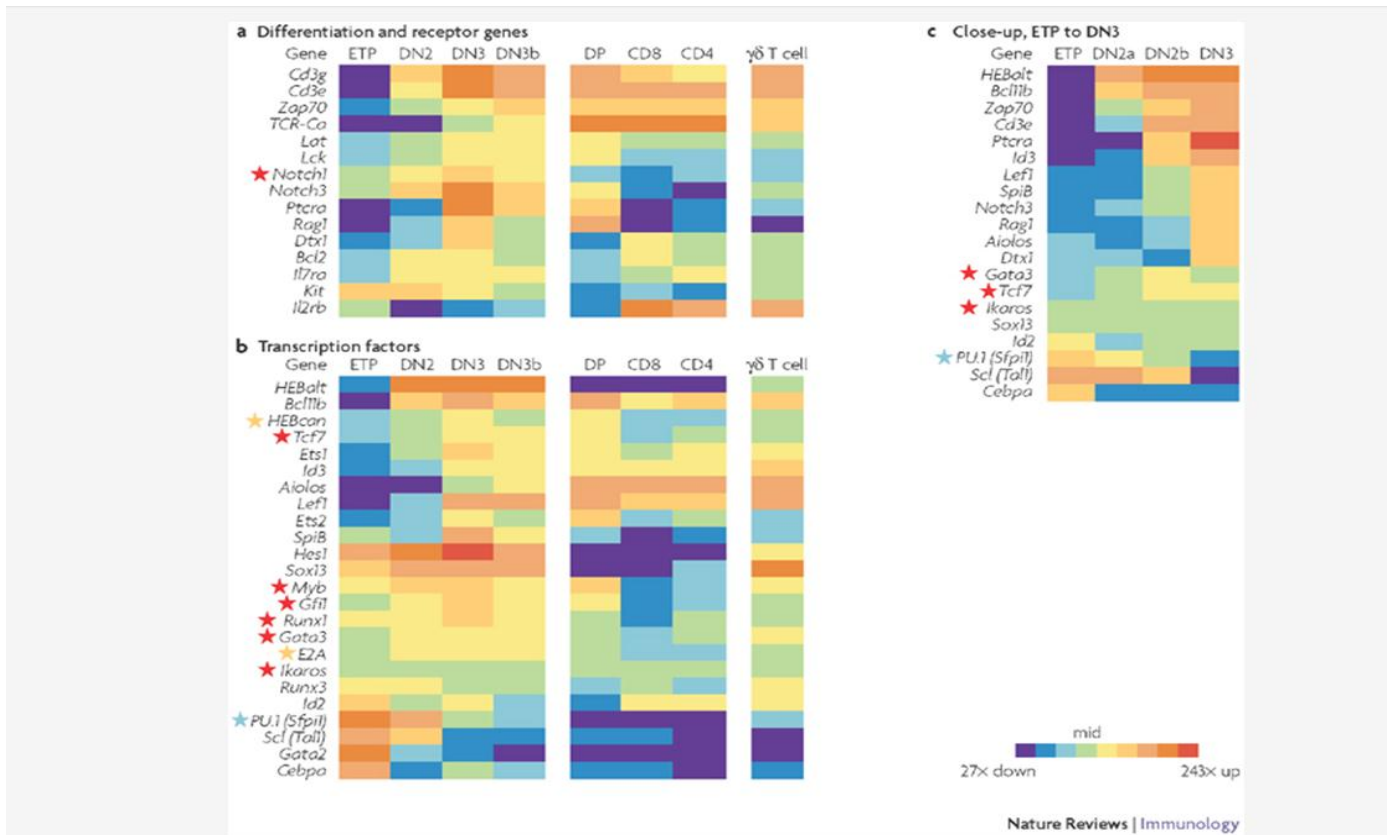 a Differentiation and receptor genes
Gene ETP DN2 DN3 DN3b DP CD8 CD4 γδ T cell
Cd3g
Cd3e
Zap70
TCR-Ca
Lat
Lck
Notch1
Notch3
Ptcra
Rag1
Dtx1
Bcl2
Il7ra
Kit
Il2rb
b Transcription factors
Gene ETP DN2 DN3 DN3b DP CD8 CD4 γδ T cell
HEBalt
Bcl11b
HEBcan
Tcf7
Ets1
Id3
Aiolos
Lef1
Ets2
SpiB
Hes1
Sox13
Myb
Gfi1
Runx1
Gata3
E2A
Ikaros
Runx3
Id2
PU.1 (Sfpi1)
Scl (Tal1)
Gata2
Cebpa
c Close-up, ETP to DN3
Gene ETP DN2a DN2b DN3
HEBalt
Bcl11b
Zap70
Cd3e
Ptcra
Id3
Lef1
SpiB
Notch3
Rag1
Aiolos
Dtx1
Gata3
Tcf7
Ikaros
Sox13
Id2
PU.1 (Sfpi1)
Scl (Tal1)
Cebpa
mid
27x down 243x up
Nature Reviews | Immunology